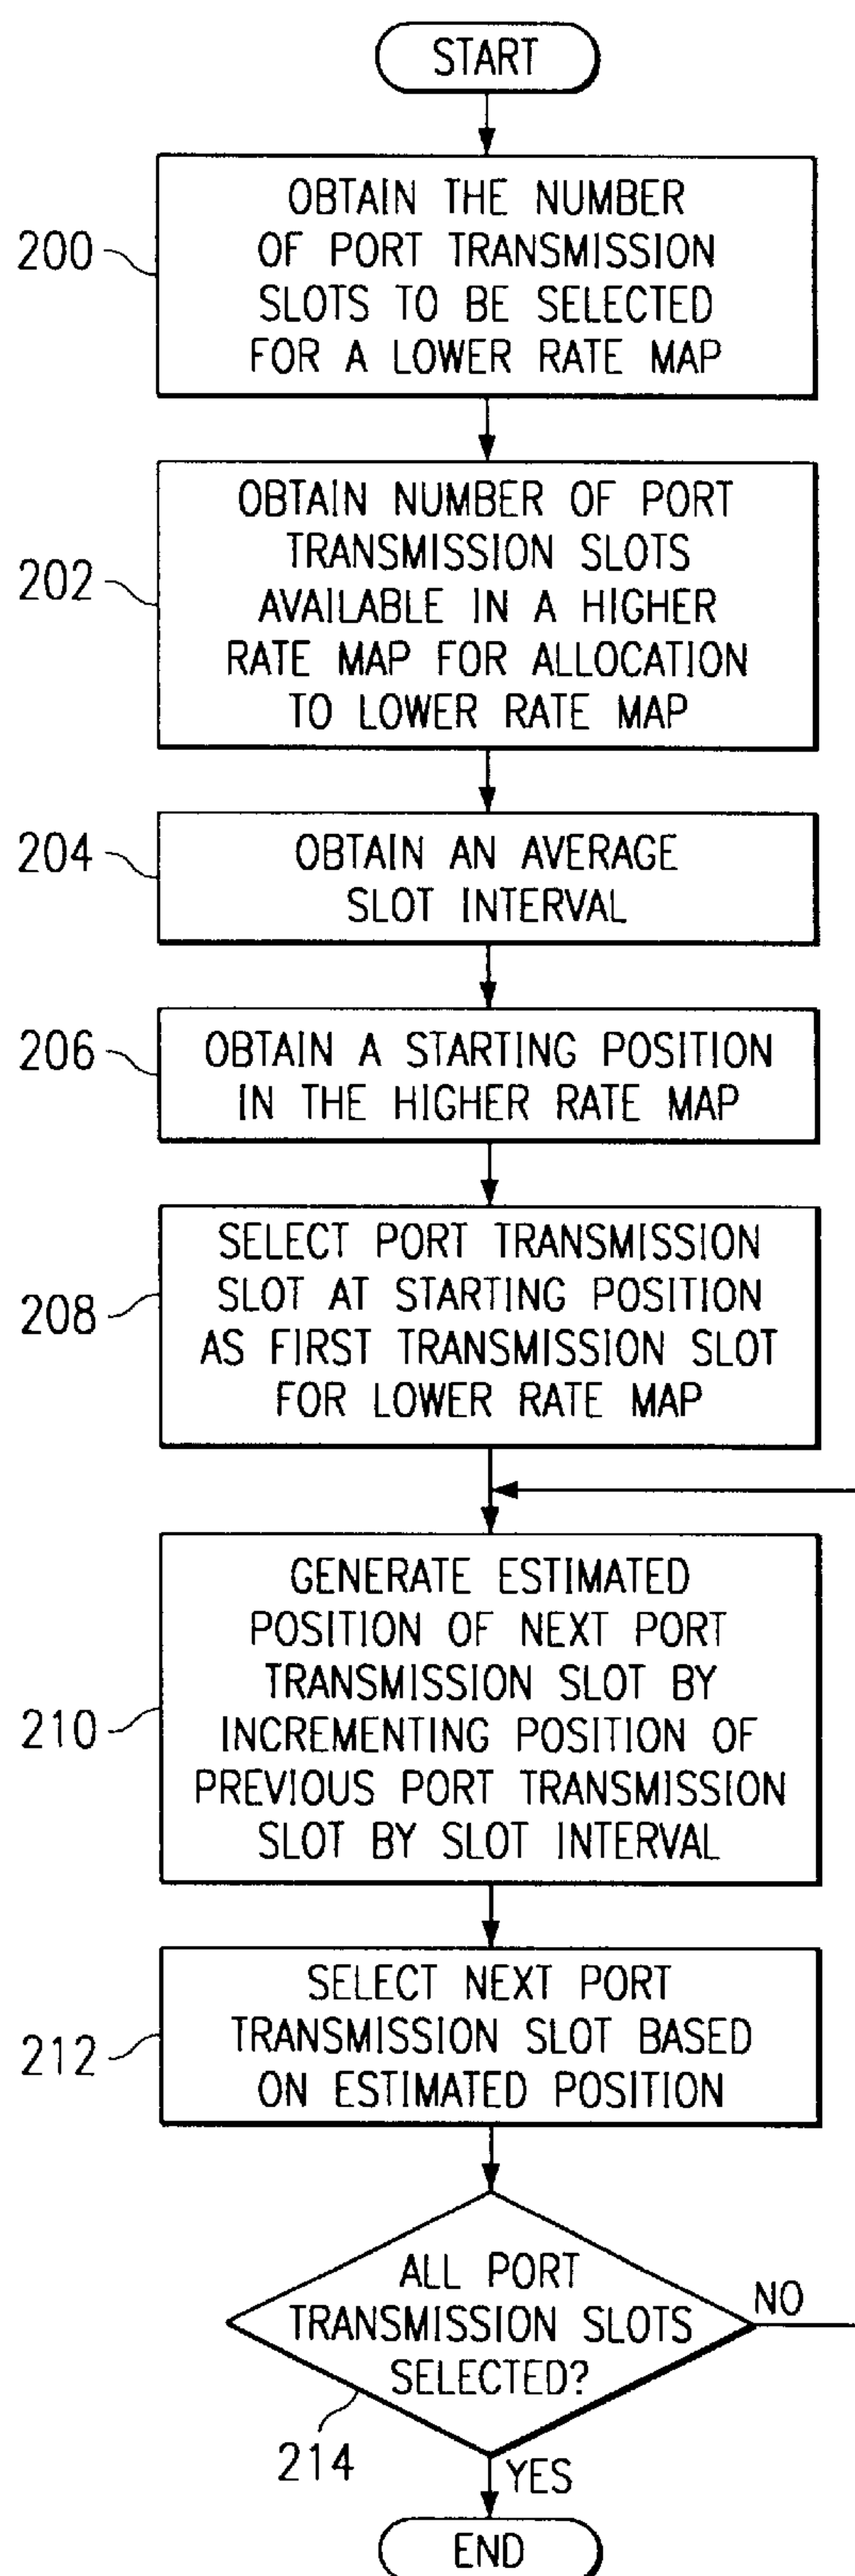 START
200
OBTAIN THE NUMBER
OF PORT TRANSMISSION
SLOTS TO BE SELECTED
FOR A LOWER RATE MAP
202
OBTAIN NUMBER OF PORT
TRANSMISSION SLOTS
AVAILABLE IN A HIGHER
RATE MAP FOR ALLOCATION
TO LOWER RATE MAP
204
OBTAIN AN AVERAGE
SLOT INTERVAL
206
OBTAIN A STARTING POSITION
IN THE HIGHER RATE MAP
208
SELECT PORT TRANSMISSION
SLOT AT STARTING POSITION
AS FIRST TRANSMISSION SLOT
FOR LOWER RATE MAP
210
GENERATE ESTIMATED
POSITION OF NEXT PORT
TRANSMISSION SLOT BY
INCREMENTING POSITION OF
PREVIOUS PORT TRANSMISSION
SLOT BY SLOT INTERVAL
212
SELECT NEXT PORT
TRANSMISSION SLOT BASED
ON ESTIMATED POSITION
ALL PORT
TRANSMISSION SLOTS
SELECTED?
NO
214
YES
END